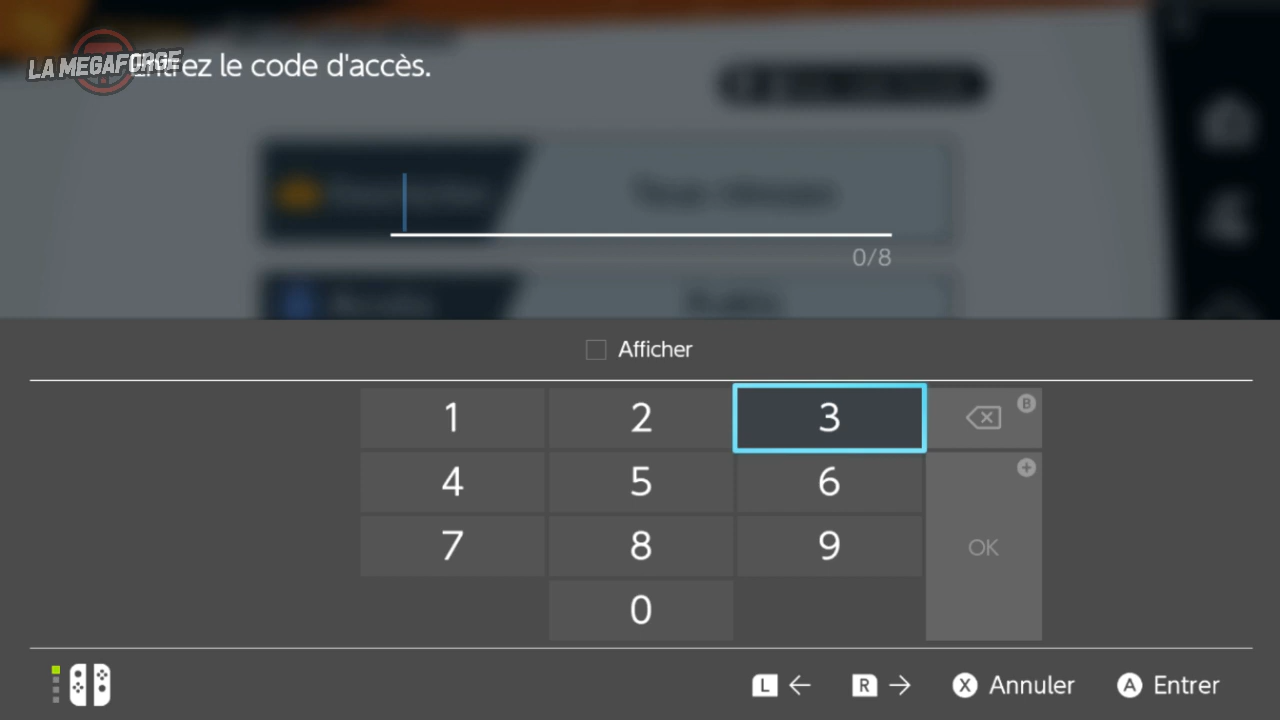 LA MEGAFORGE
Entrez le code d'accès.
0/8
Afficher
1 2 3 B
4 5 6 +
7 8 9 OK
0
L ← R → X Annuler A Entrer